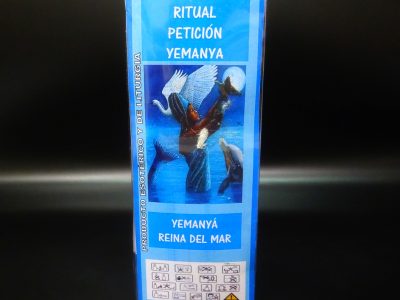 RITUAL
PETICIÓN
YEMANYA
PRODUCTO ESOTÉRICO Y DE LITURGIA
YEMANYÁ
REINA DEL MAR